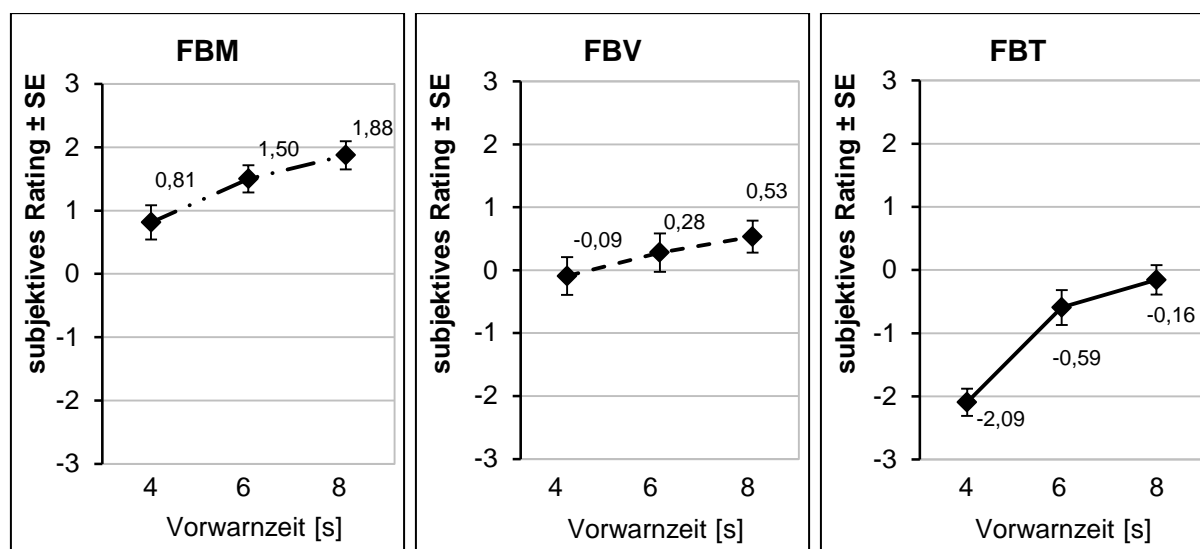 FBM
subjektives Rating ± SE
3
2
1
0
-1
-2
-3
0,81
1,50
1,88
4 6 8
Vorwarnzeit [s]
FBV
subjektives Rating ± SE
3
2
1
0
-1
-2
-3
-0,09
0,28
0,53
4 6 8
Vorwarnzeit [s]
FBT
subjektives Rating ± SE
3
2
1
0
-1
-2
-3
-2,09
-0,59
-0,16
4 6 8
Vorwarnzeit [s]